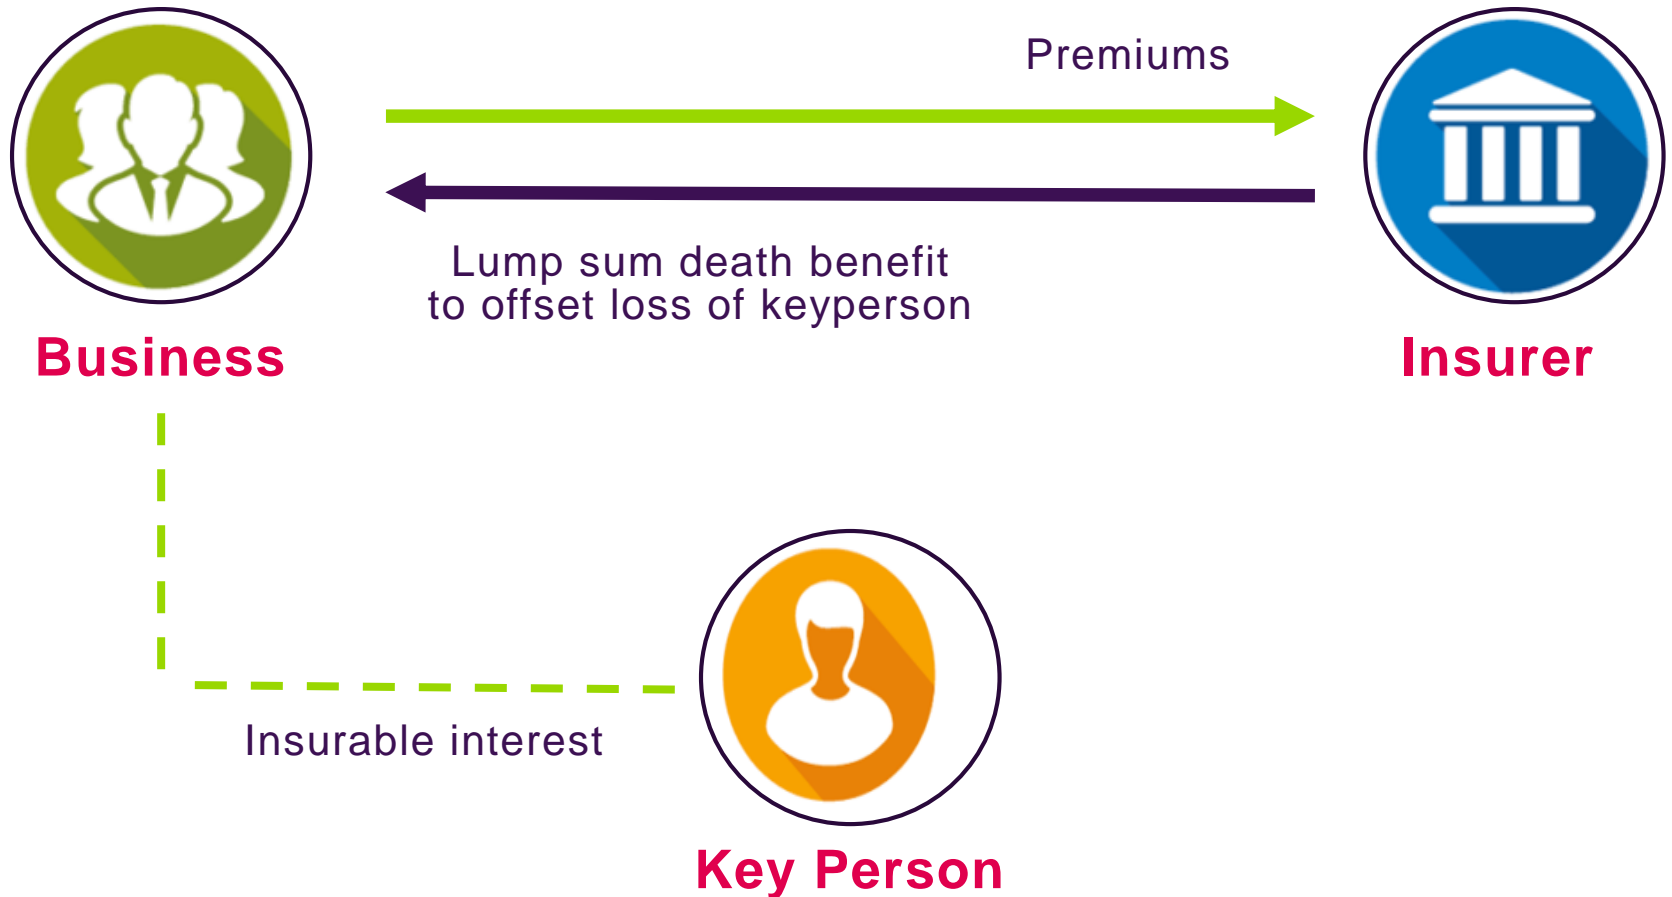 Premiums
Lump sum death benefit
to offset loss of keyperson
Business
Insurer
Insurable interest
Key Person